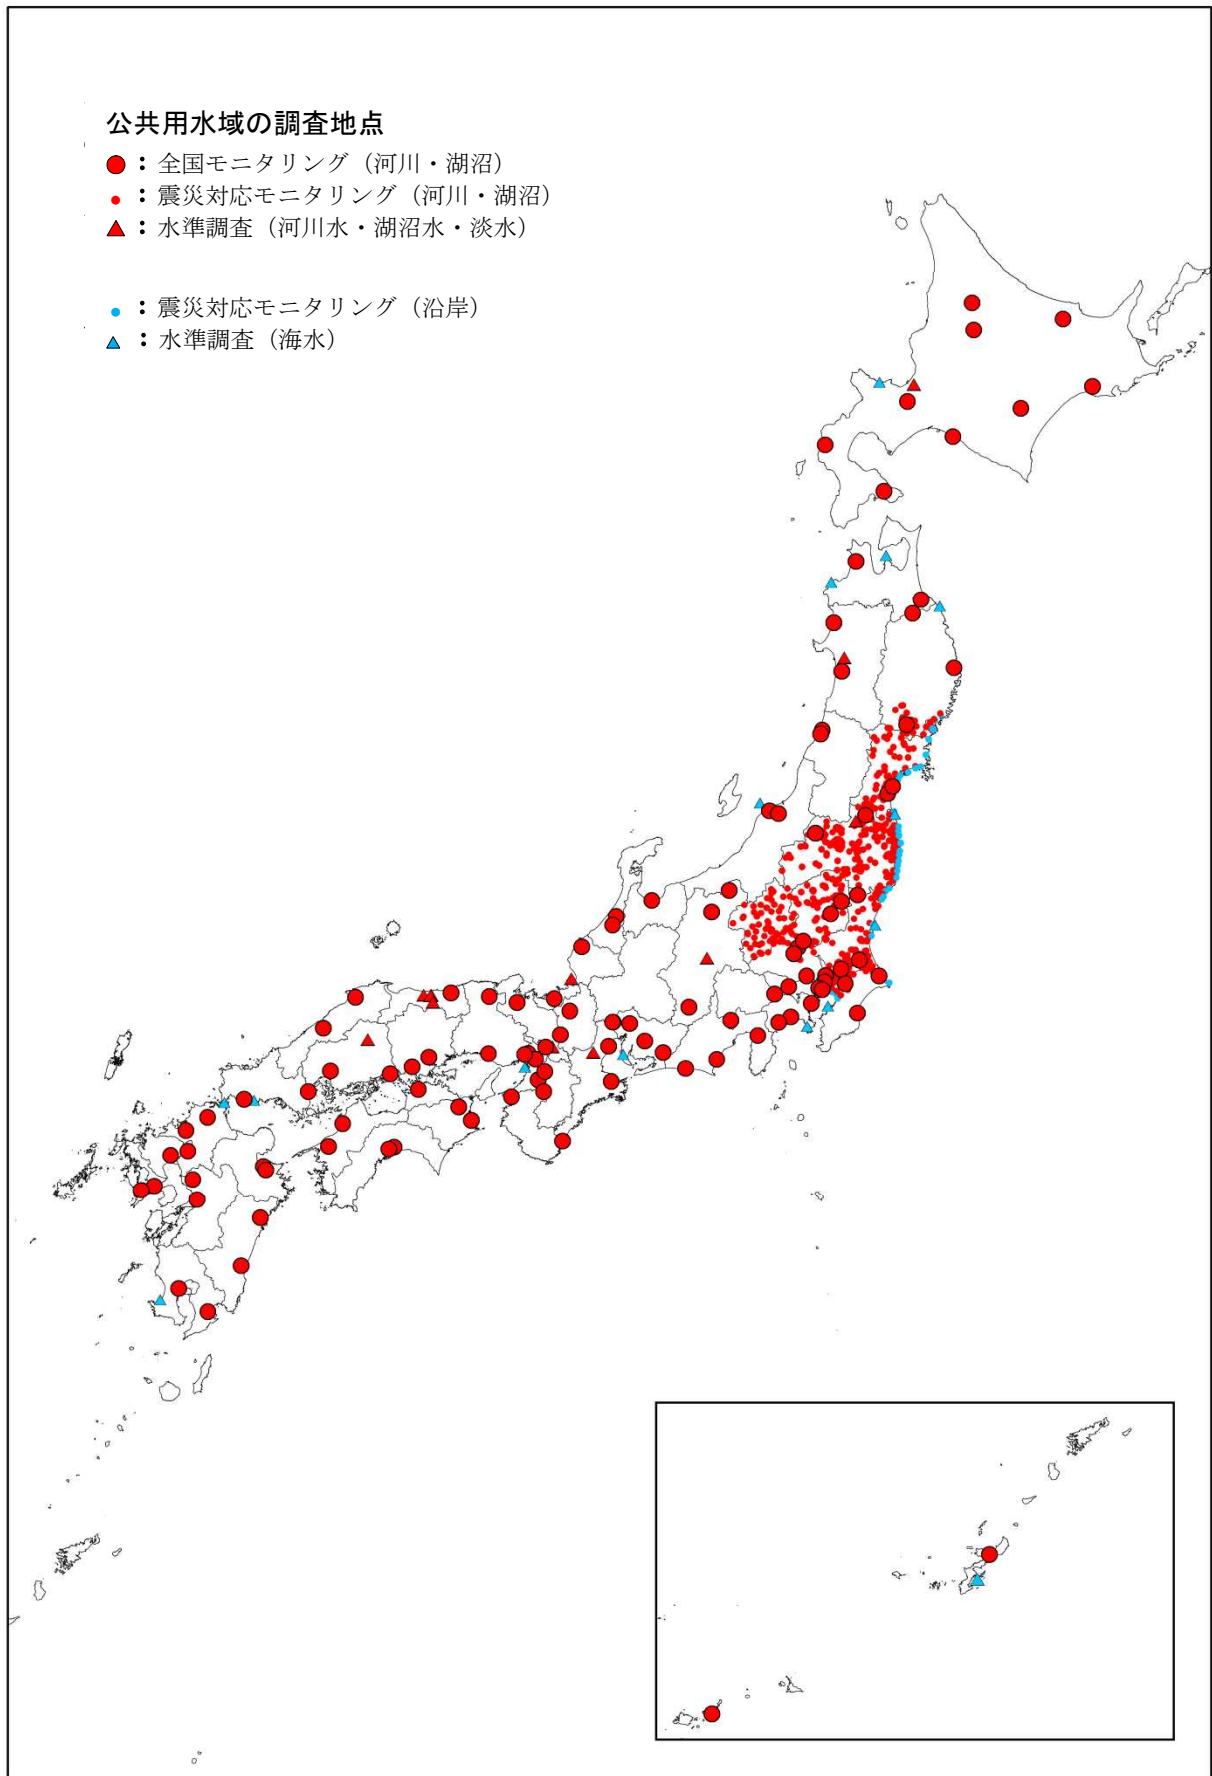 公共用水域の調査地点
：全国モニタリング（河川・湖沼）
：震災対応モニタリング（河川・湖沼）
：水準調査（河川水・湖沼水・淡水）
：震災対応モニタリング（沿岸）
：水準調査（海水）